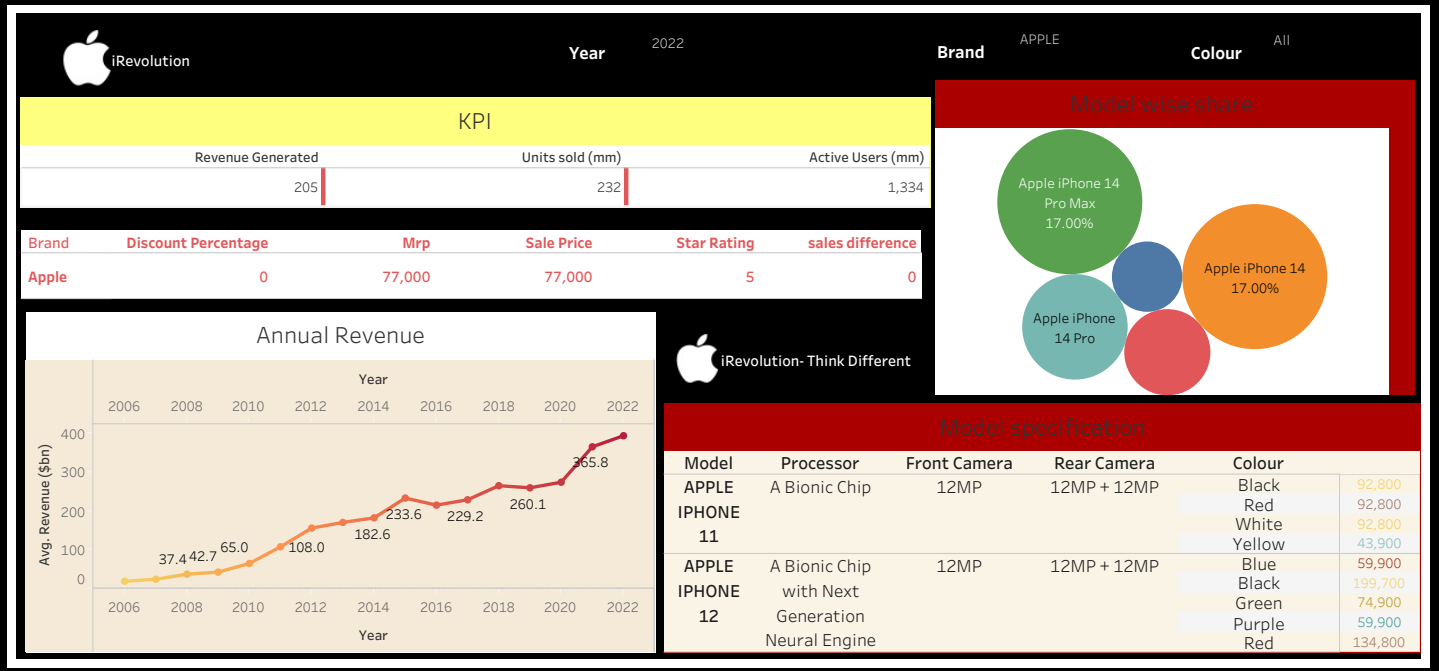 iRevolution
Year
2022
Brand
APPLE
Colour
All
KPI
Revenue Generated Units sold (mm) Active Users (mm)
205 232 1,334
Brand Discount Percentage Mrp Sale Price Star Rating sales difference
Apple 0 77,000 77,000 5 0
Model wise share
Apple iPhone 14
Pro Max
17.00%
Apple iPhone 14
17.00%
Apple iPhone
14 Pro
Annual Revenue
Year
2006 2008 2010 2012 2014 2016 2018 2020 2022
Avg. Revenue ($bn)
400
300
200
100
0
37.4 42.7 65.0 108.0 182.6 233.6 229.2 260.1 365.8
2006 2008 2010 2012 2014 2016 2018 2020 2022
Year
iRevolution- Think Different
Model specification
Model Processor Front Camera Rear Camera Colour
APPLE IPHONE 11 A Bionic Chip 12MP 12MP + 12MP
Black 92,800
Red 92,800
White 92,800
Yellow 43,900
APPLE IPHONE 12 A Bionic Chip with Next Generation Neural Engine 12MP 12MP + 12MP
Blue 59,900
Black 199,700
Green 74,900
Purple 59,900
Red 134,800